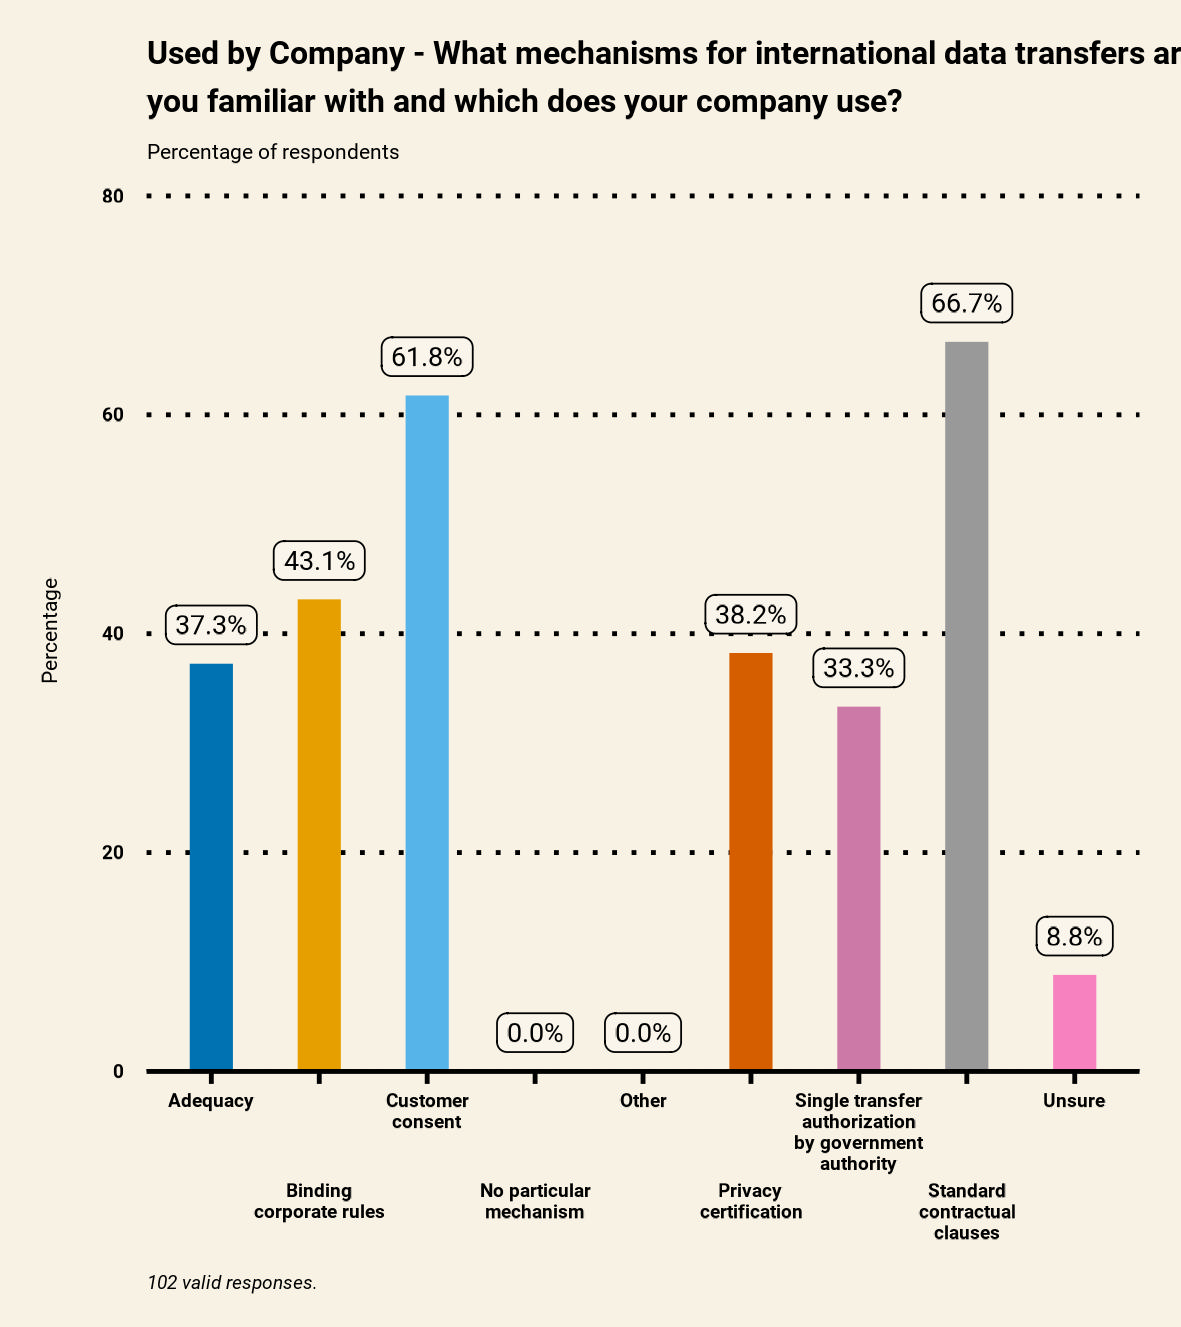 Used by Company - What mechanisms for international data transfers ar
you familiar with and which does your company use?
Percentage of respondents
80
60
40
20
0
Percentage
37.3%
43.1%
61.8%
0.0%
0.0%
38.2%
33.3%
66.7%
8.8%
Adequacy
Binding
corporate rules
Customer
consent
No particular
mechanism
Other
Privacy
certification
Single transfer
authorization
by government
authority
Standard
contractual
clauses
Unsure
102 valid responses.